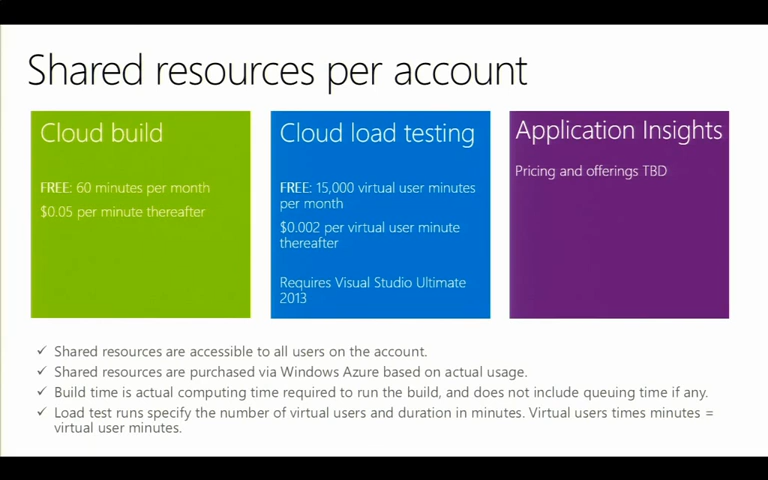 Shared resources per account
Cloud build
FREE: 60 minutes per month
$0.05 per minute thereafter
Cloud load testing
FREE: 15,000 virtual user minutes
per month
$0.002 per virtual user minute
thereafter
Requires Visual Studio Ultimate
2013
Application Insights
Pricing and offerings TBD
✓ Shared resources are accessible to all users on the account.
✓ Shared resources are purchased via Windows Azure based on actual usage.
✓ Build time is actual computing time required to run the build, and does not include queuing time if any.
✓ Load test runs specify the number of virtual users and duration in minutes. Virtual users times minutes =
virtual user minutes.